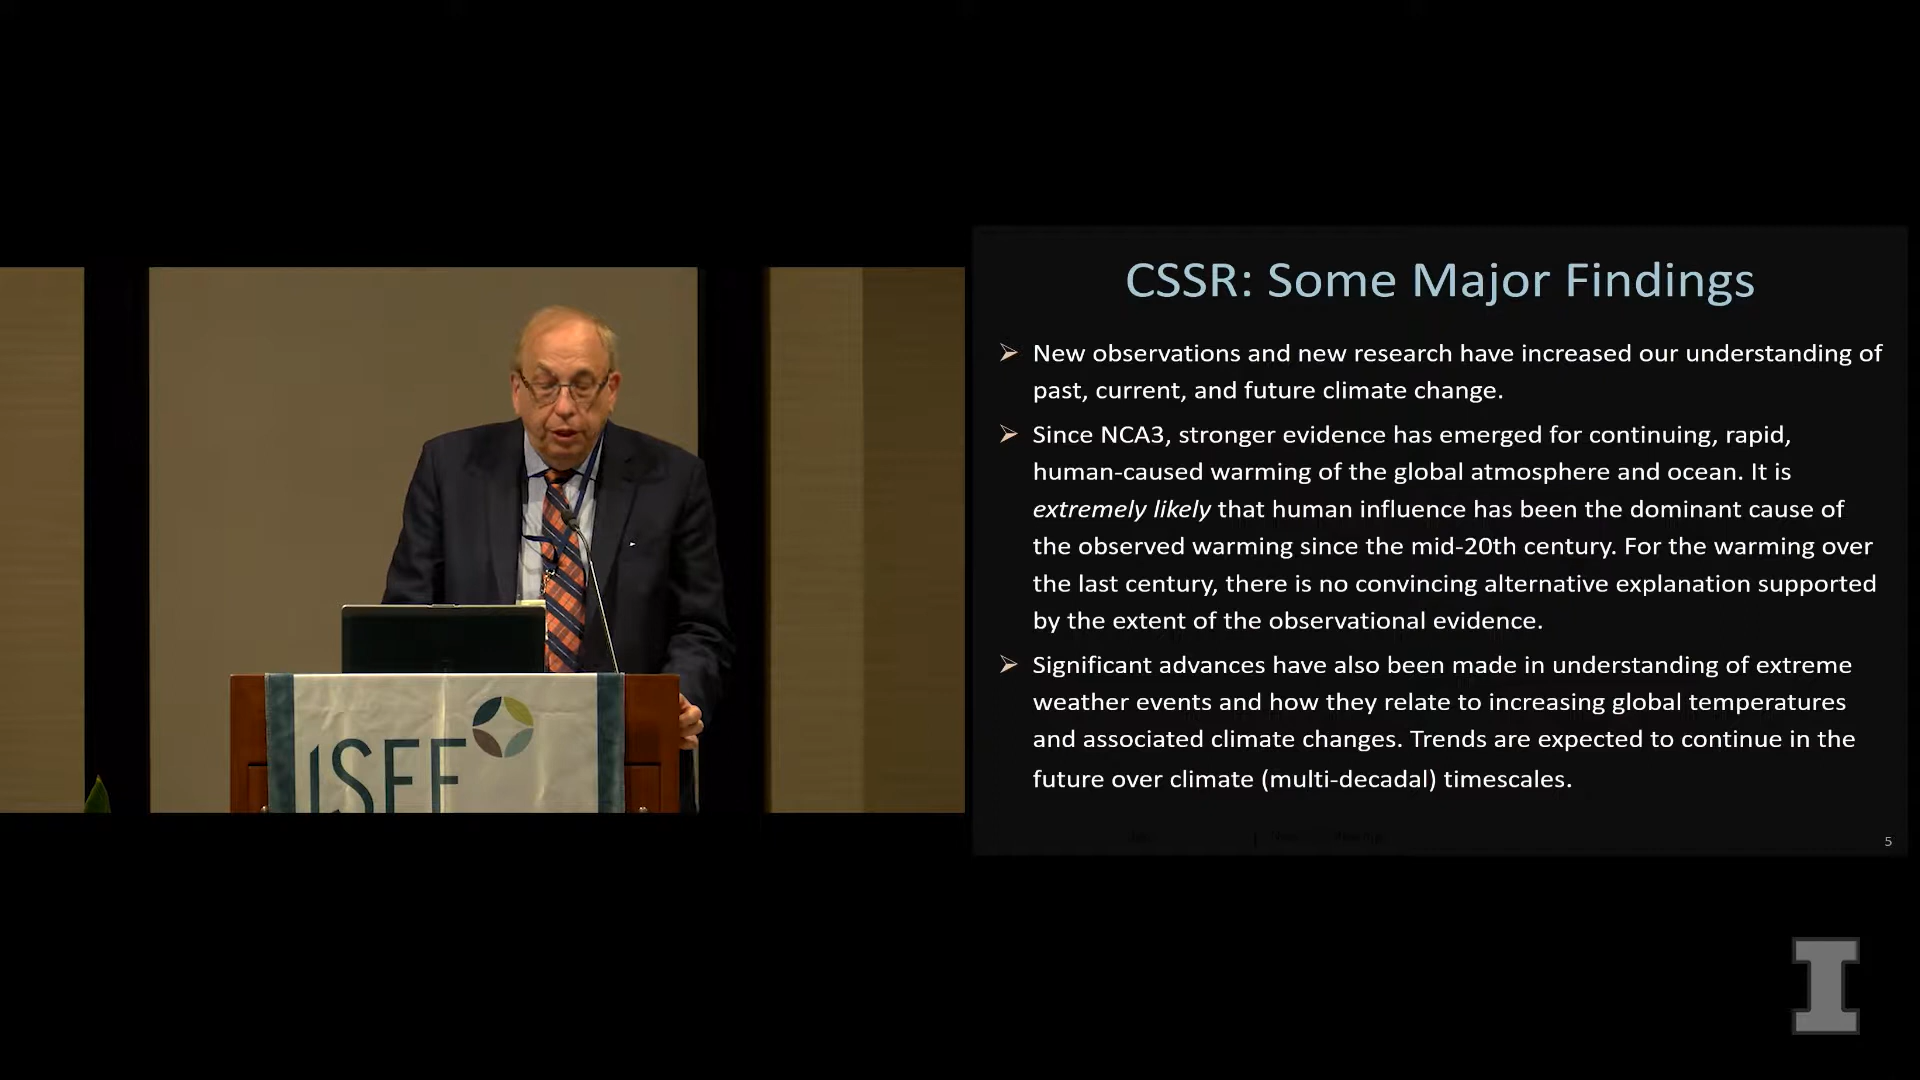 CSSR: Some Major Findings
➢ New observations and new research have increased our understanding of
past, current, and future climate change.
➢ Since NCA3, stronger evidence has emerged for continuing, rapid,
human-caused warming of the global atmosphere and ocean. It is
extremely likely that human influence has been the dominant cause of
the observed warming since the mid-20th century. For the warming over
the last century, there is no convincing alternative explanation supported
by the extent of the observational evidence.
➢ Significant advances have also been made in understanding of extreme
weather events and how they relate to increasing global temperatures
and associated climate changes. Trends are expected to continue in the
future over climate (multi-decadal) timescales.
5
I